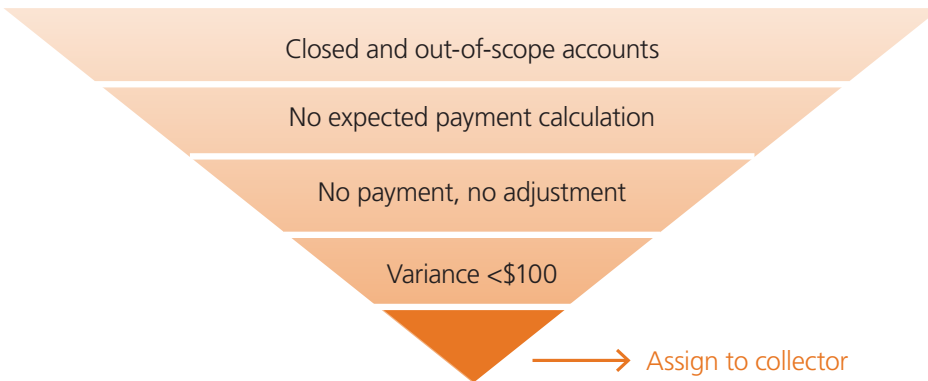 Closed and out-of-scope accounts
No expected payment calculation
No payment, no adjustment
Variance <$100
Assign to collector